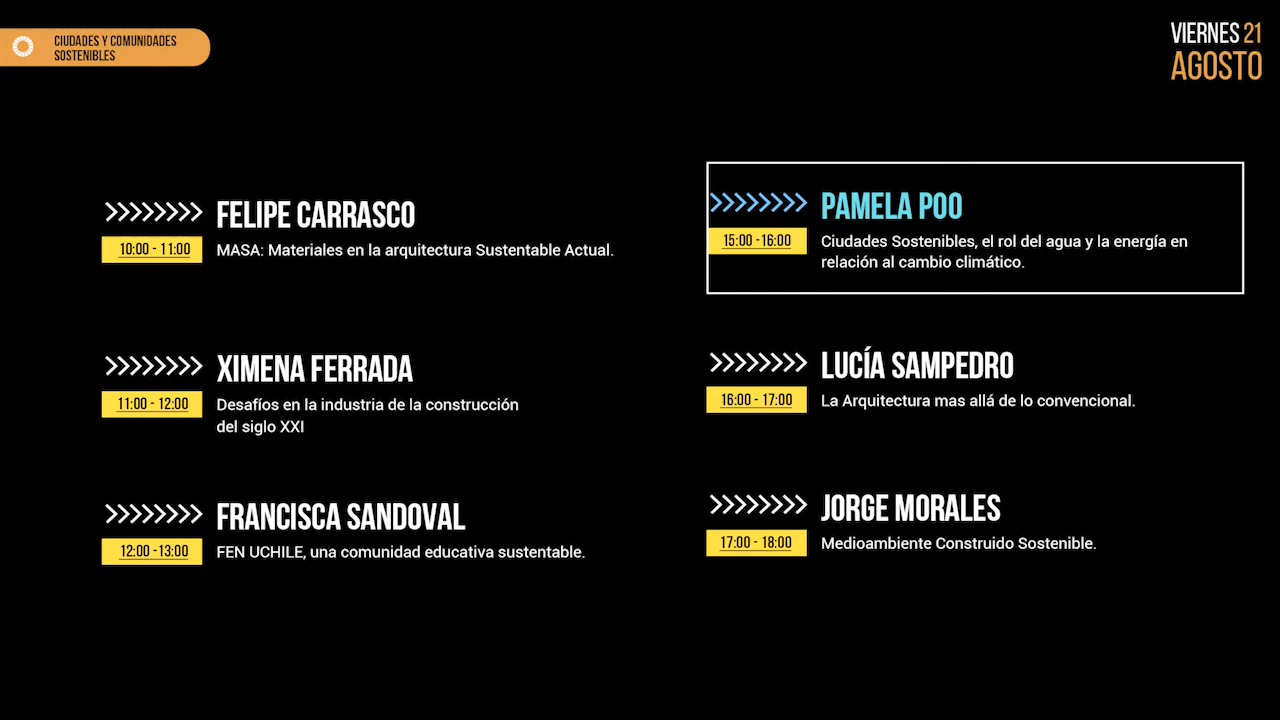 CIUDADES Y COMUNIDADES
SOSTENIBLES
VIERNES 21
AGOSTO
FELIPE CARRASCO
10:00 - 11:00
MASA: Materiales en la arquitectura Sustentable Actual.
XIMENA FERRADA
11:00 - 12:00
Desafíos en la industria de la construcción
del siglo XXI
FRANCISCA SANDOVAL
12:00 -13:00
FEN UCHILE, una comunidad educativa sustentable.
PAMELA POO
15:00 -16:00
Ciudades Sostenibles, el rol del agua y la energía en
relación al cambio climático.
LUCÍA SAMPEDRO
16:00 - 17:00
La Arquitectura mas allá de lo convencional.
JORGE MORALES
17:00 - 18:00
Medioambiente Construido Sostenible.